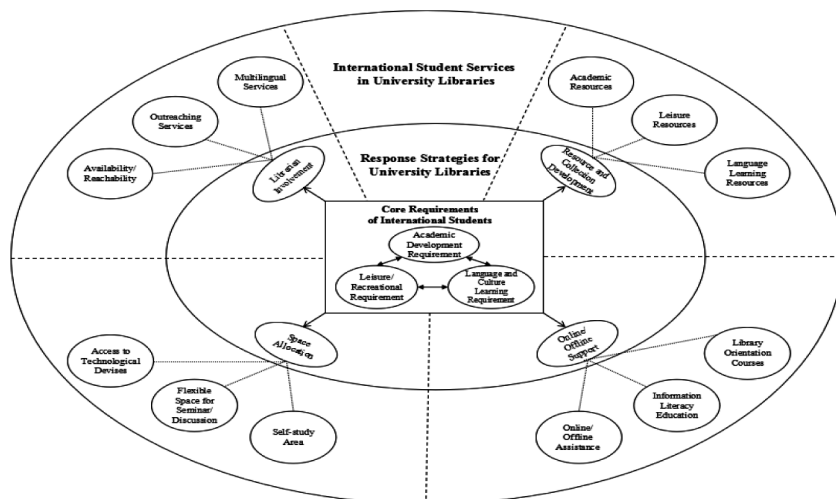 International Student Services
in University Libraries
Multilingual
Services
Outreaching
Services
Availability/
Reachability
Academic
Resources
Leisure
Resources
Language
Learning
Resources
Response Strategies for
University Libraries
Librarian
Involvement
Resource and
Collection
Development
Core Requirements
of International Students
Academic
Development
Requirement
Leisure/
Recreational
Requirement
Language and
Culture
Learning
Requirement
Space
Allocation
Online/
Offline
Support
Access to
Technological
Devises
Flexible
Space for
Seminar/
Discussion
Self-study
Area
Library
Orientation
Courses
Information
Literacy
Education
Online/
Offline
Assistance